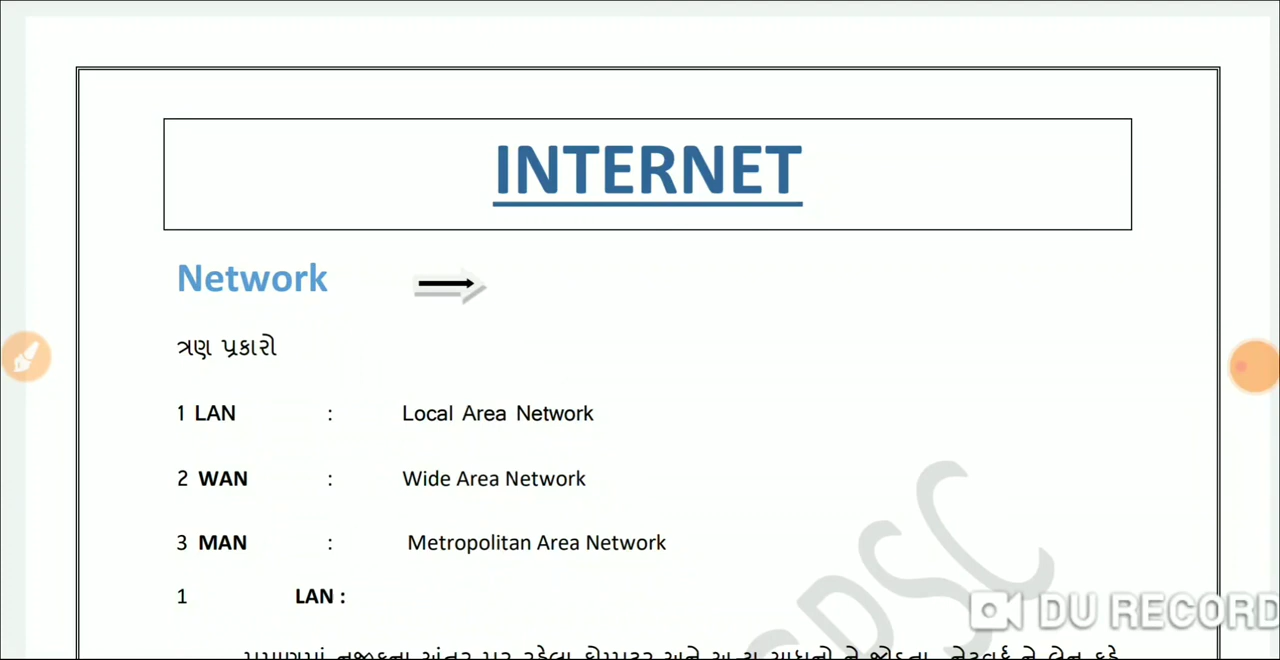 INTERNET
Network
ત્રણ પ્રકારો
1 LAN : Local Area Network
2 WAN : Wide Area Network
3 MAN : Metropolitan Area Network
1 LAN :
DU RECORD